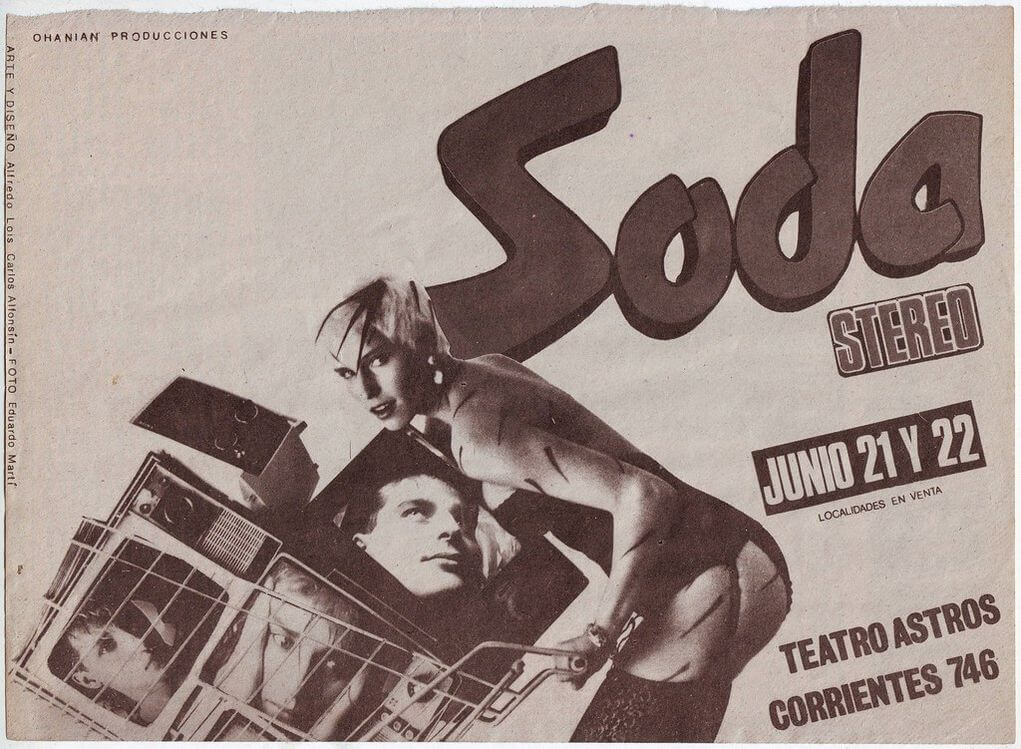 OHANIAN PRODUCCIONES
ARTE Y DISEÑO Alfredo Lois Carlos Alfonsín - FOTO Eduardo Martí
Soda
STEREO
JUNIO 21 Y 22
LOCALIDADES EN VENTA
TEATRO ASTROS
CORRIENTES 746